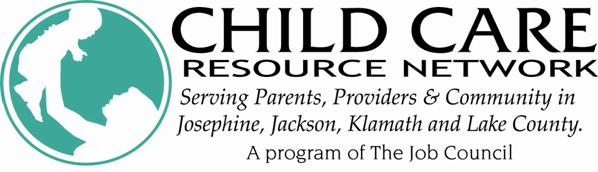 CHILD CARE
RESOURCE NETWORK
Serving Parents, Providers & Community in
Josephine, Jackson, Klamath and Lake County.
A program of The Job Council